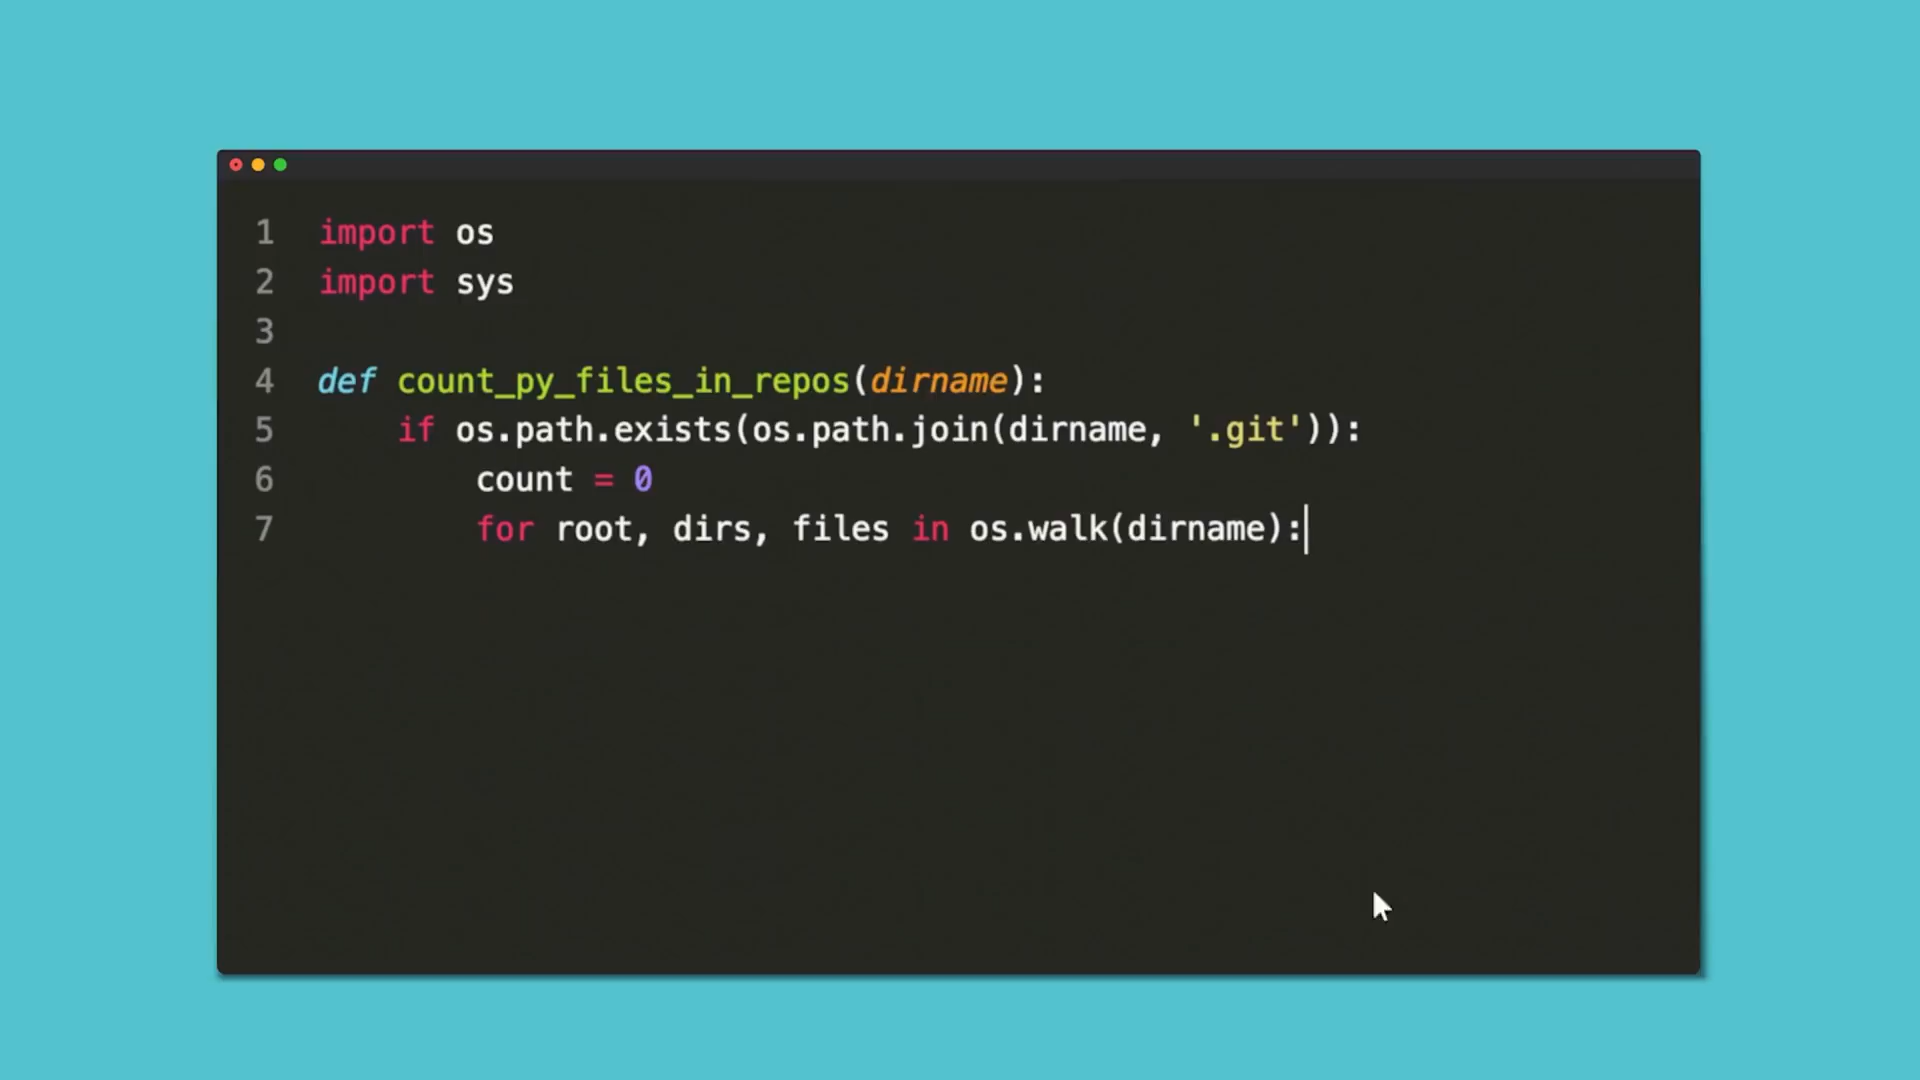 1 import os
2 import sys
3
4 def count_py_files_in_repos(dirname):
5     if os.path.exists(os.path.join(dirname, '.git')):
6         count = 0
7         for root, dirs, files in os.walk(dirname):